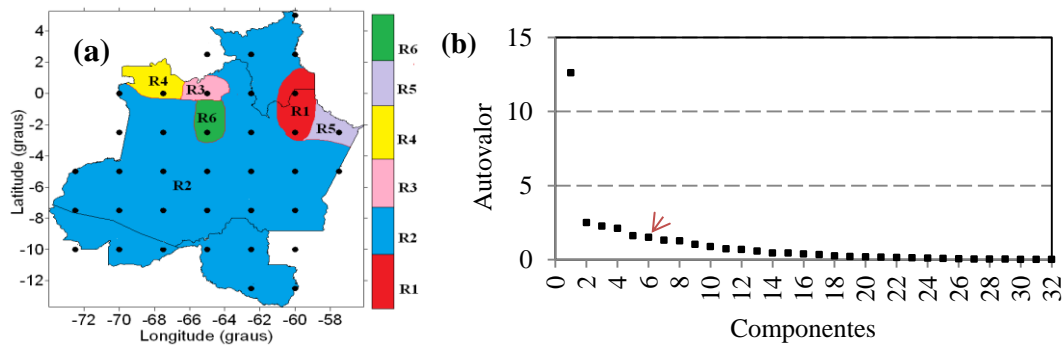 (a)
4
2
0
-2
-4
-6
-8
-10
-12
Latitude (graus)
R4
R3
R1
R6
R5
R2
-72 -70 -68 -66 -64 -62 -60 -58
Longitude (graus)
R6
R5
R4
R3
R2
R1
(b)
15
10
5
0
Autovalor
0 2 4 6 8 10 12 14 16 18 20 22 24 26 28 30 32
Componentes